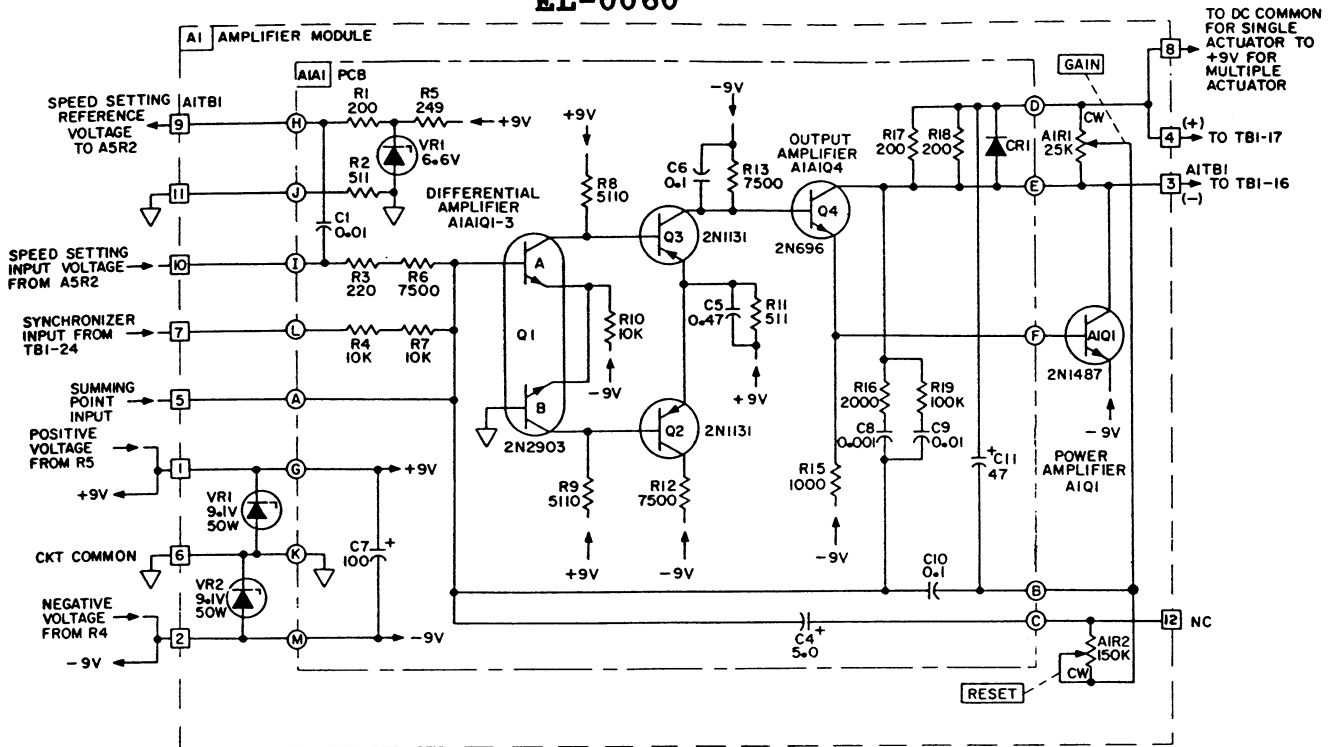 EL-0060
A1 AMPLIFIER MODULE
TO DC COMMON
FOR SINGLE
ACTUATOR TO
+9V FOR
MULTIPLE
ACTUATOR
8
GAIN
A1A1 PCB
SPEED SETTING
REFERENCE
VOLTAGE
TO A5R2
A1TB1
9
H
R1
200
R5
249
+9V
VR1
6.6V
11
J
R2
511
C1
0.01
DIFFERENTIAL
AMPLIFIER
A1A1Q1-3
+9V
R8
5110
-9V
C6
0.1
R13
7500
OUTPUT
AMPLIFIER
A1A1Q4
R17
200
R18
200
CR1
D
CW
A1R1
25K
4
(+)
TO TB1-17
E
A1TB1
3
TO TB1-16
(-)
SPEED SETTING
INPUT VOLTAGE
FROM A5R2
10
I
R3
220
R6
7500
A
Q1
B
2N2903
R10
10K
-9V
Q3
2N1131
Q4
2N696
C5
0.47
R11
511
+9V
SYNCHRONIZER
INPUT FROM
TB1-24
7
L
R4
10K
R7
10K
F
A1Q1
2N1487
-9V
POWER
AMPLIFIER
A1Q1
SUMMING
POINT
INPUT
5
A
Q2
2N1131
R16
2000
R19
100K
C8
0.001
C9
0.01
+
C11
47
POSITIVE
VOLTAGE
FROM R5
1
+9V
G
+9V
VR1
9.1V
50W
R9
5110
+9V
R12
7500
-9V
R15
1000
-9V
CKT COMMON
6
K
C7
100
+
VR2
9.1V
50W
C10
0.1
B
NEGATIVE
VOLTAGE
FROM R4
2
-9V
M
-9V
C4
5.0
+
C
12
NC
A1R2
150K
CW
RESET